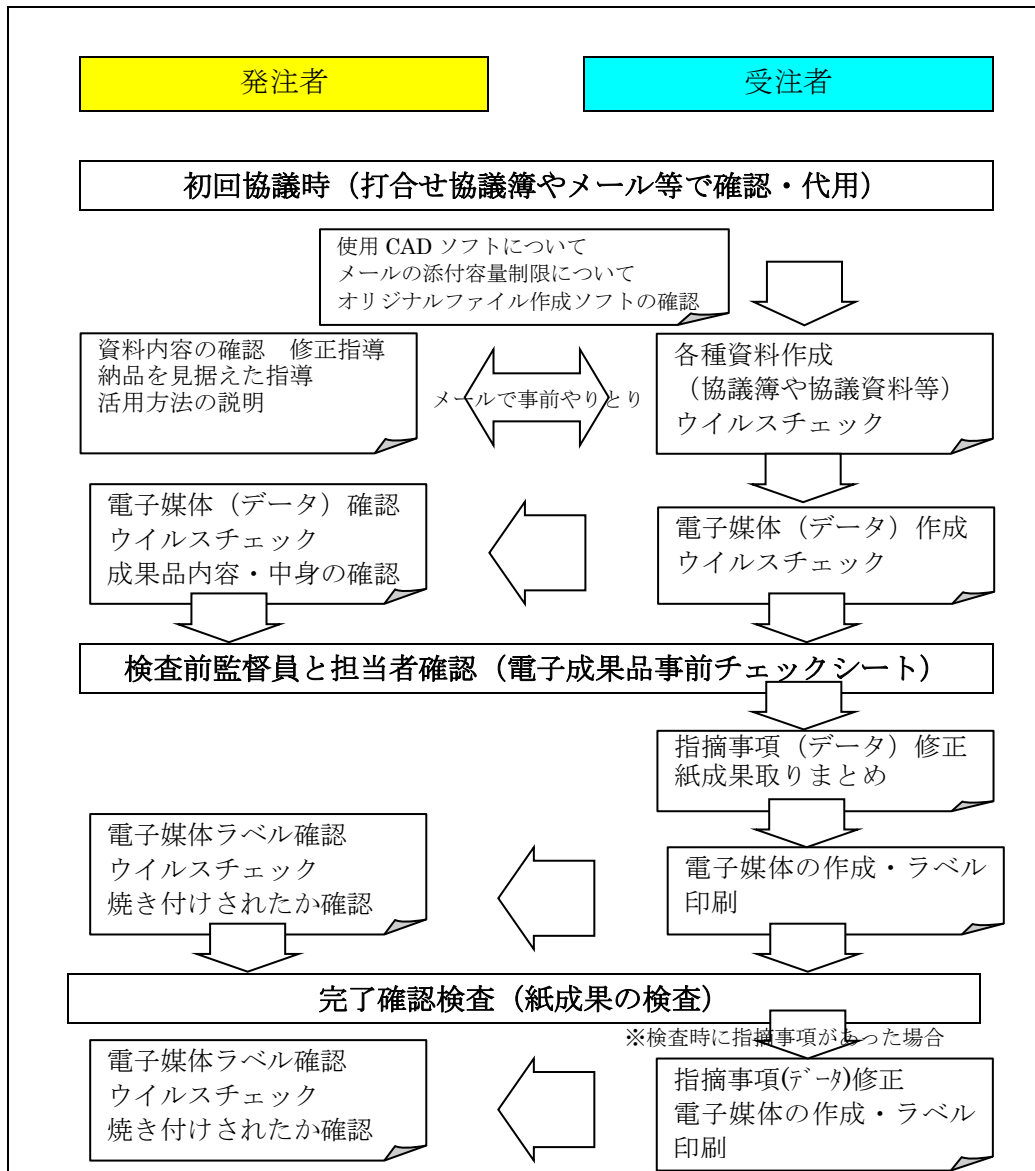 発注者
受注者
初回協議時（打合せ協議簿やメール等で確認・代用）
使用 CAD ソフトについて
メールの添付容量制限について
オリジナルファイル作成ソフトの確認
資料内容の確認　修正指導
納品を見据えた指導
活用方法の説明
メールで事前やりとり
各種資料作成
（協議簿や協議資料等）
ウイルスチェック
電子媒体（データ）確認
ウイルスチェック
成果品内容・中身の確認
電子媒体（データ）作成
ウイルスチェック
検査前監督員と担当者確認（電子成果品事前チェックシート）
指摘事項（データ）修正
紙成果取りまとめ
電子媒体ラベル確認
ウイルスチェック
焼き付けされたか確認
電子媒体の作成・ラベル
印刷
完了確認検査（紙成果の検査）
※検査時に指摘事項があった場合
電子媒体ラベル確認
ウイルスチェック
焼き付けされたか確認
指摘事項(ﾃﾞｰﾀ)修正
電子媒体の作成・ラベル
印刷